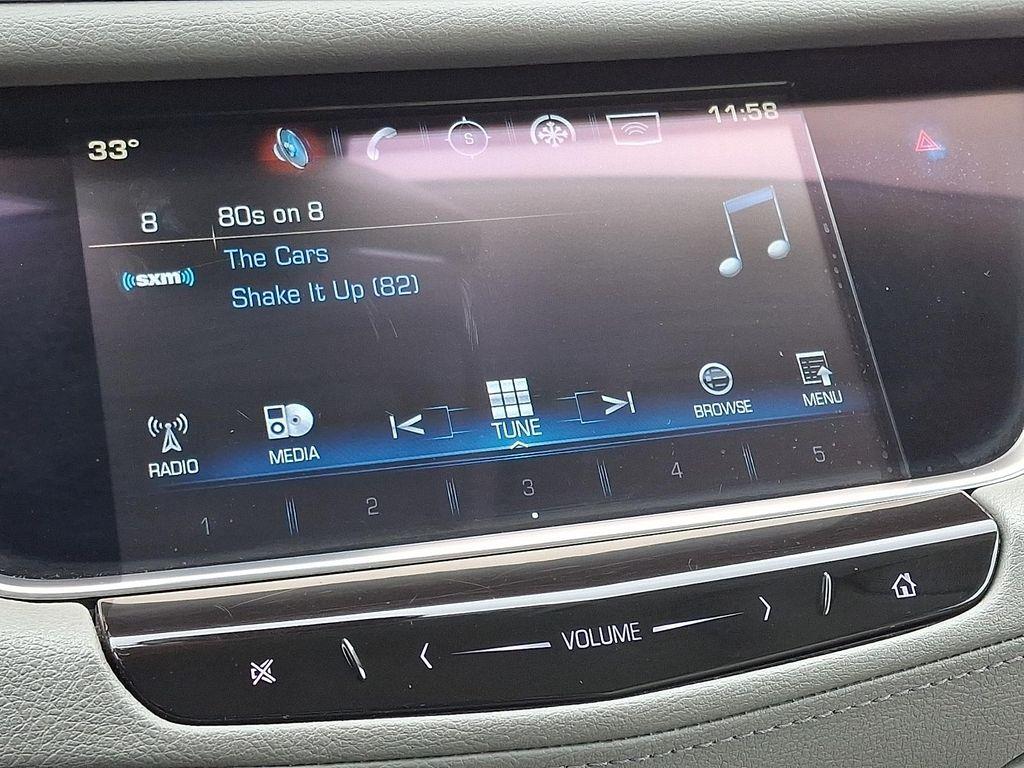 33°
S
11:58
8
80s on 8
sxm
The Cars
Shake It Up (82)
RADIO
MEDIA
TUNE
BROWSE
MENU
1
2
3
4
5
VOLUME